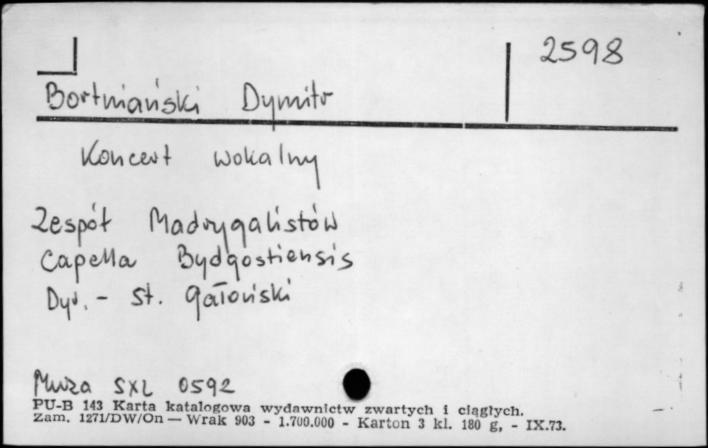 2598
Bortniański Dymitr
Koncert wokalny
Zespół Madrygalistów
Capella Bydgostiensis
Dyr. - St. Gałoński
Muza SXL 0592
PU-B 143 Karta katalogowa wydawnictw zwartych i ciągłych.
Zam. 1271/DW/On — Wrak 903 - 1.700.000 - Karton 3 kl. 180 g, - IX.73.